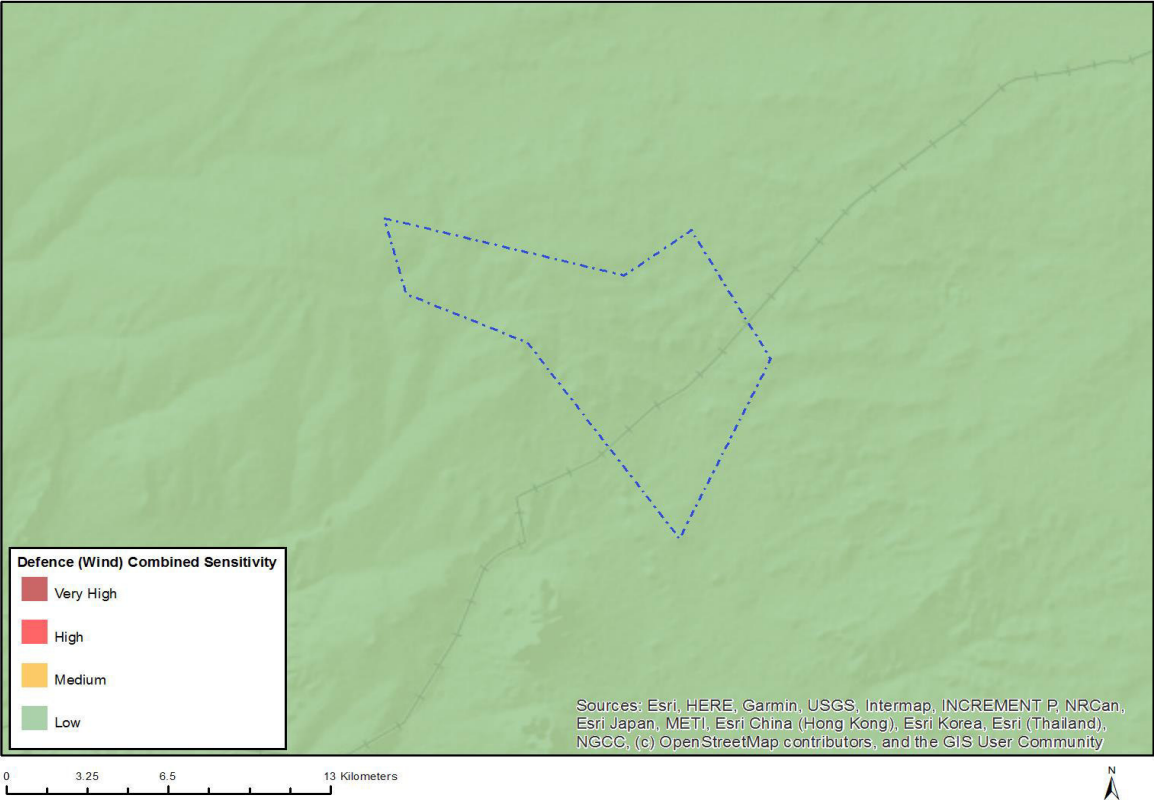 Defence (Wind) Combined Sensitivity
Very High
High
Medium
Low
Sources: Esri, HERE, Garmin, USGS, Intermap, INCREMENT P, NRCan,
Esri Japan, METI, Esri China (Hong Kong), Esri Korea, Esri (Thailand),
NGCC, (c) OpenStreetMap contributors, and the GIS User Community
0 3.25 6.5 13 Kilometers
N